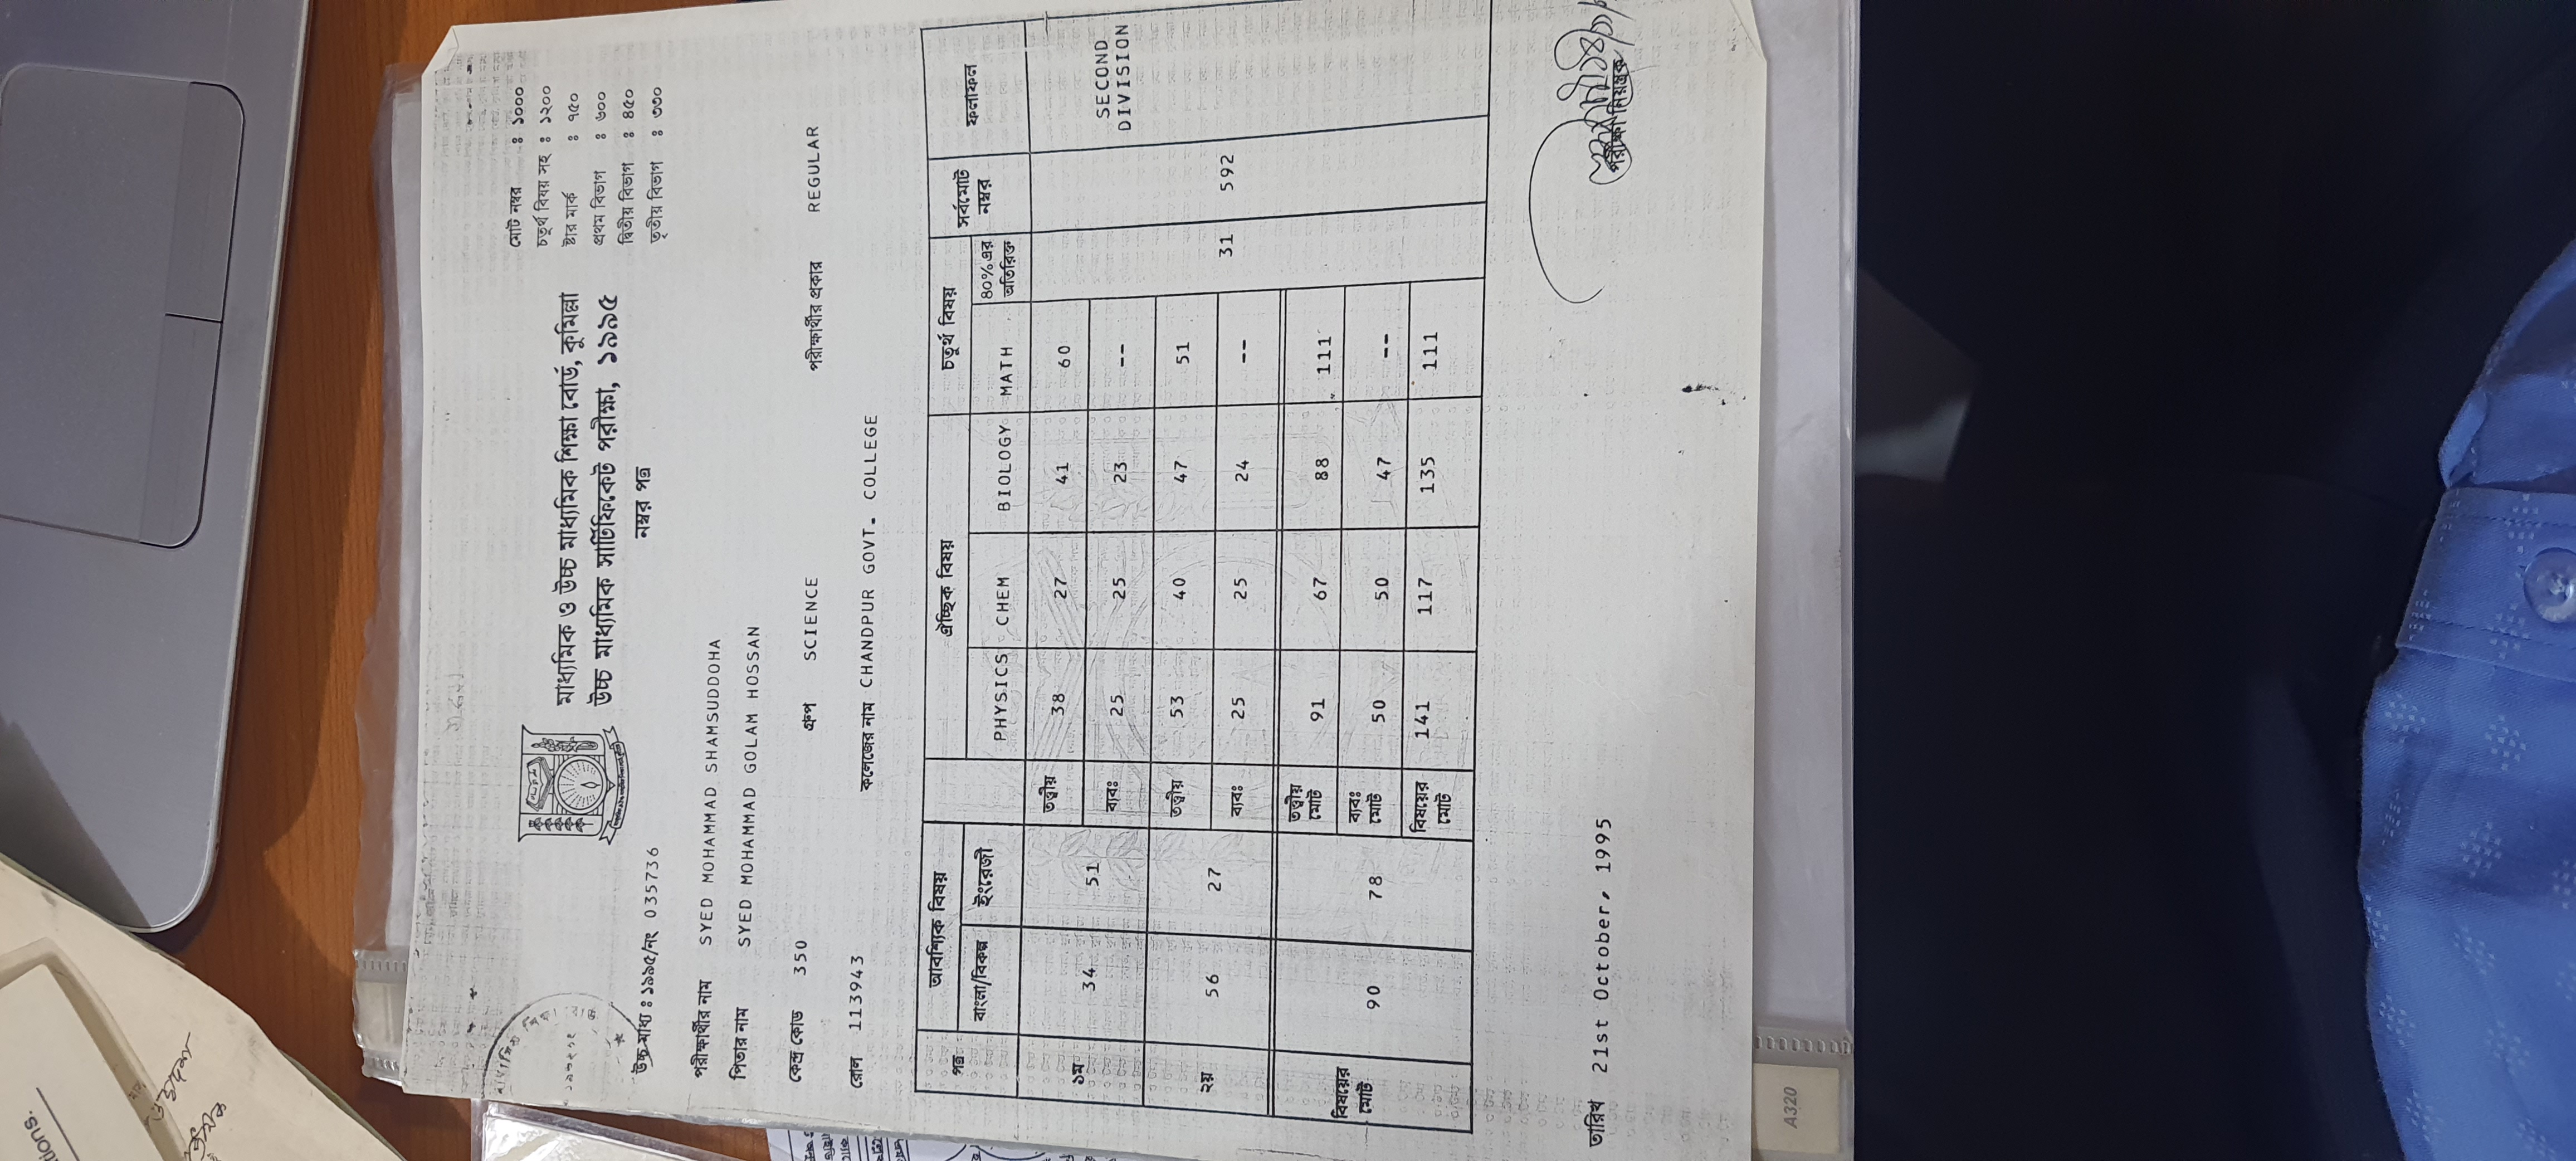 tions.
মোট নম্বর : ১০০০
চতুর্থ বিষয় সহ : ১২০০
ষ্টার মার্ক : ৭৫০
প্রথম বিভাগ : ৬০০
দ্বিতীয় বিভাগ : ৪৫০
তৃতীয় বিভাগ : ৩৩০
মাধ্যমিক ও উচ্চ মাধ্যমিক শিক্ষা বোর্ড, কুমিল্লা
উচ্চ মাধ্যমিক সার্টিফিকেট পরীক্ষা, ১৯৯৫
নম্বর পত্র
উচ্চ মাধ্য : ১৯৯৫/নং 035736
পরীক্ষার্থীর নাম SYED MOHAMMAD SHAMSUDDOHA
পিতার নাম SYED MOHAMMAD GOLAM HOSSAN
কেন্দ্র কোড 350 গ্রুপ SCIENCE পরীক্ষার্থীর প্রকার REGULAR
রোল 113943 কলেজের নাম CHANDPUR GOVT. COLLEGE
পত্র আবশ্যিক বিষয় ঐচ্ছিক বিষয় চতুর্থ বিষয় সর্বমোট নম্বর ফলাফল
বাংলা/বিকল্প ইংরেজী PHYSICS CHEM BIOLOGY MATH 80% এর অতিরিক্ত
১ম 34 51 তত্ত্বীয় 38 27 41 60
ব্যবঃ 25 25 23 --
SECOND
DIVISION
২য় 56 27 তত্ত্বীয় 53 40 47 51
ব্যবঃ 25 25 24 -- 31 592
বিষয়ের মোট 90 78 তত্ত্বীয় মোট 91 67 88 111
ব্যবঃ মোট 50 50 47 --
বিষয়ের মোট 141 117 135 111
তারিখ 21st October, 1995
পরীক্ষা নিয়ন্ত্রক
A320